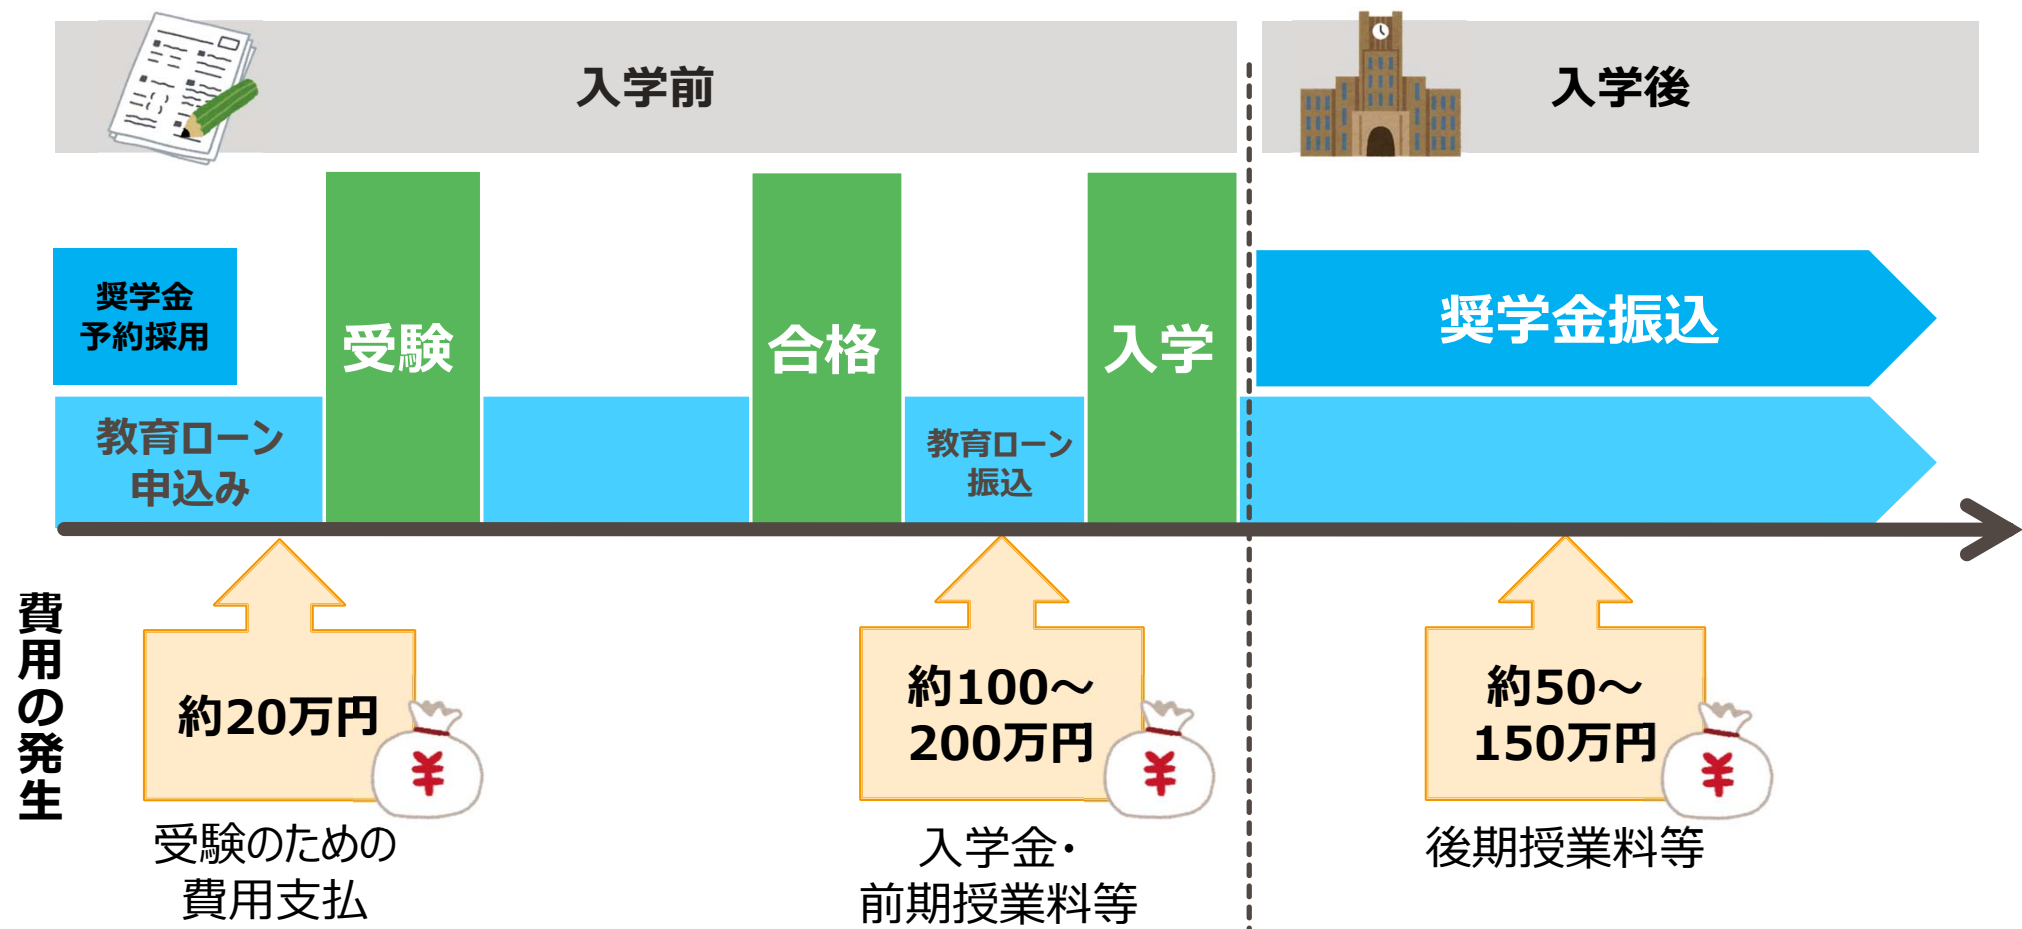 入学前
入学後
奨学金
予約採用
受験
合格
入学
奨学金振込
教育ローン
申込み
教育ローン
振込
費用の発生
約20万円
¥
約100～
200万円
¥
約50～
150万円
¥
受験のための
費用支払
入学金・
前期授業料等
後期授業料等